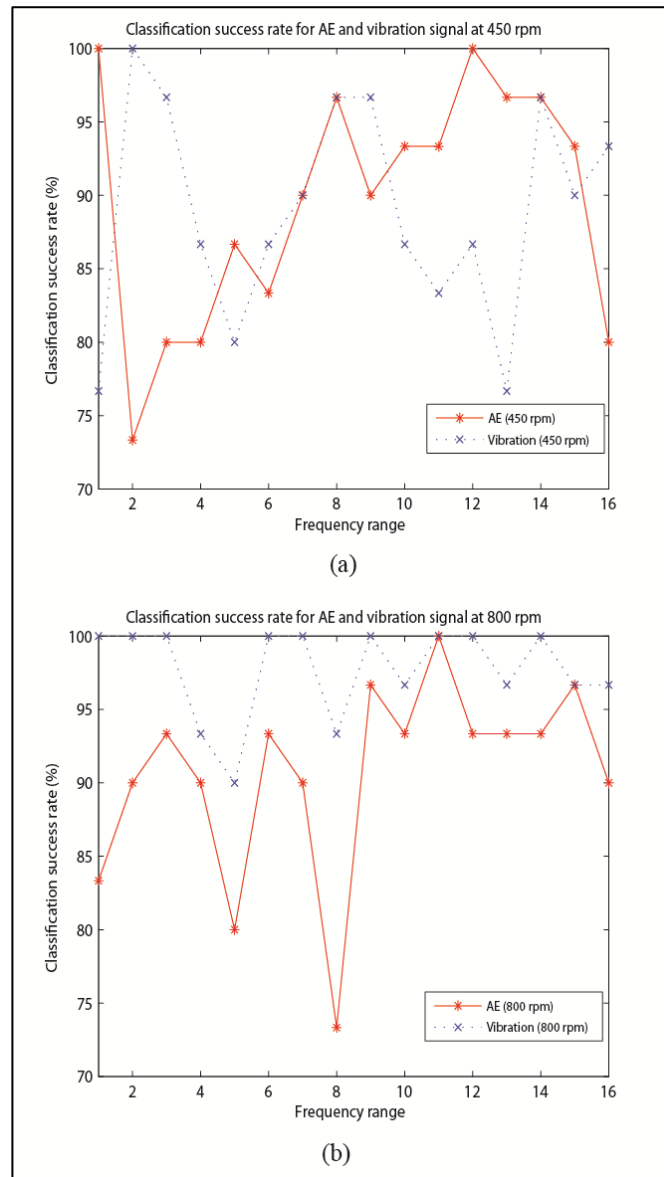 Classification success rate for AE and vibration signal at 450 rpm
100
95
90
85
80
75
70
Classification success rate (%)
AE (450 rpm)
Vibration (450 rpm)
2 4 6 8 10 12 14 16
Frequency range
(a)
Classification success rate for AE and vibration signal at 800 rpm
100
95
90
85
80
75
70
Classification success rate (%)
AE (800 rpm)
Vibration (800 rpm)
2 4 6 8 10 12 14 16
Frequency range
(b)